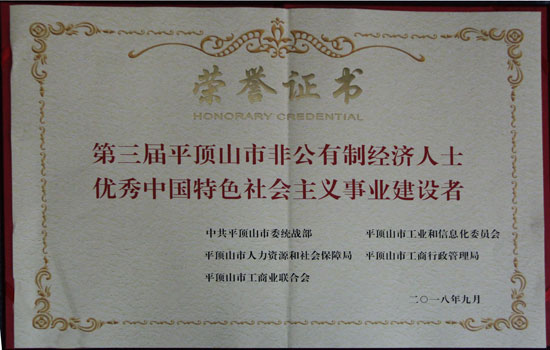 荣誉证书
HONORARY CREDENTIAL
第三届平顶山市非公有制经济人士
优秀中国特色社会主义事业建设者
中共平顶山市委统战部 平顶山市工业和信息化委员会
平顶山市人力资源和社会保障局 平顶山市工商行政管理局
平顶山市工商业联合会
二〇一八年九月